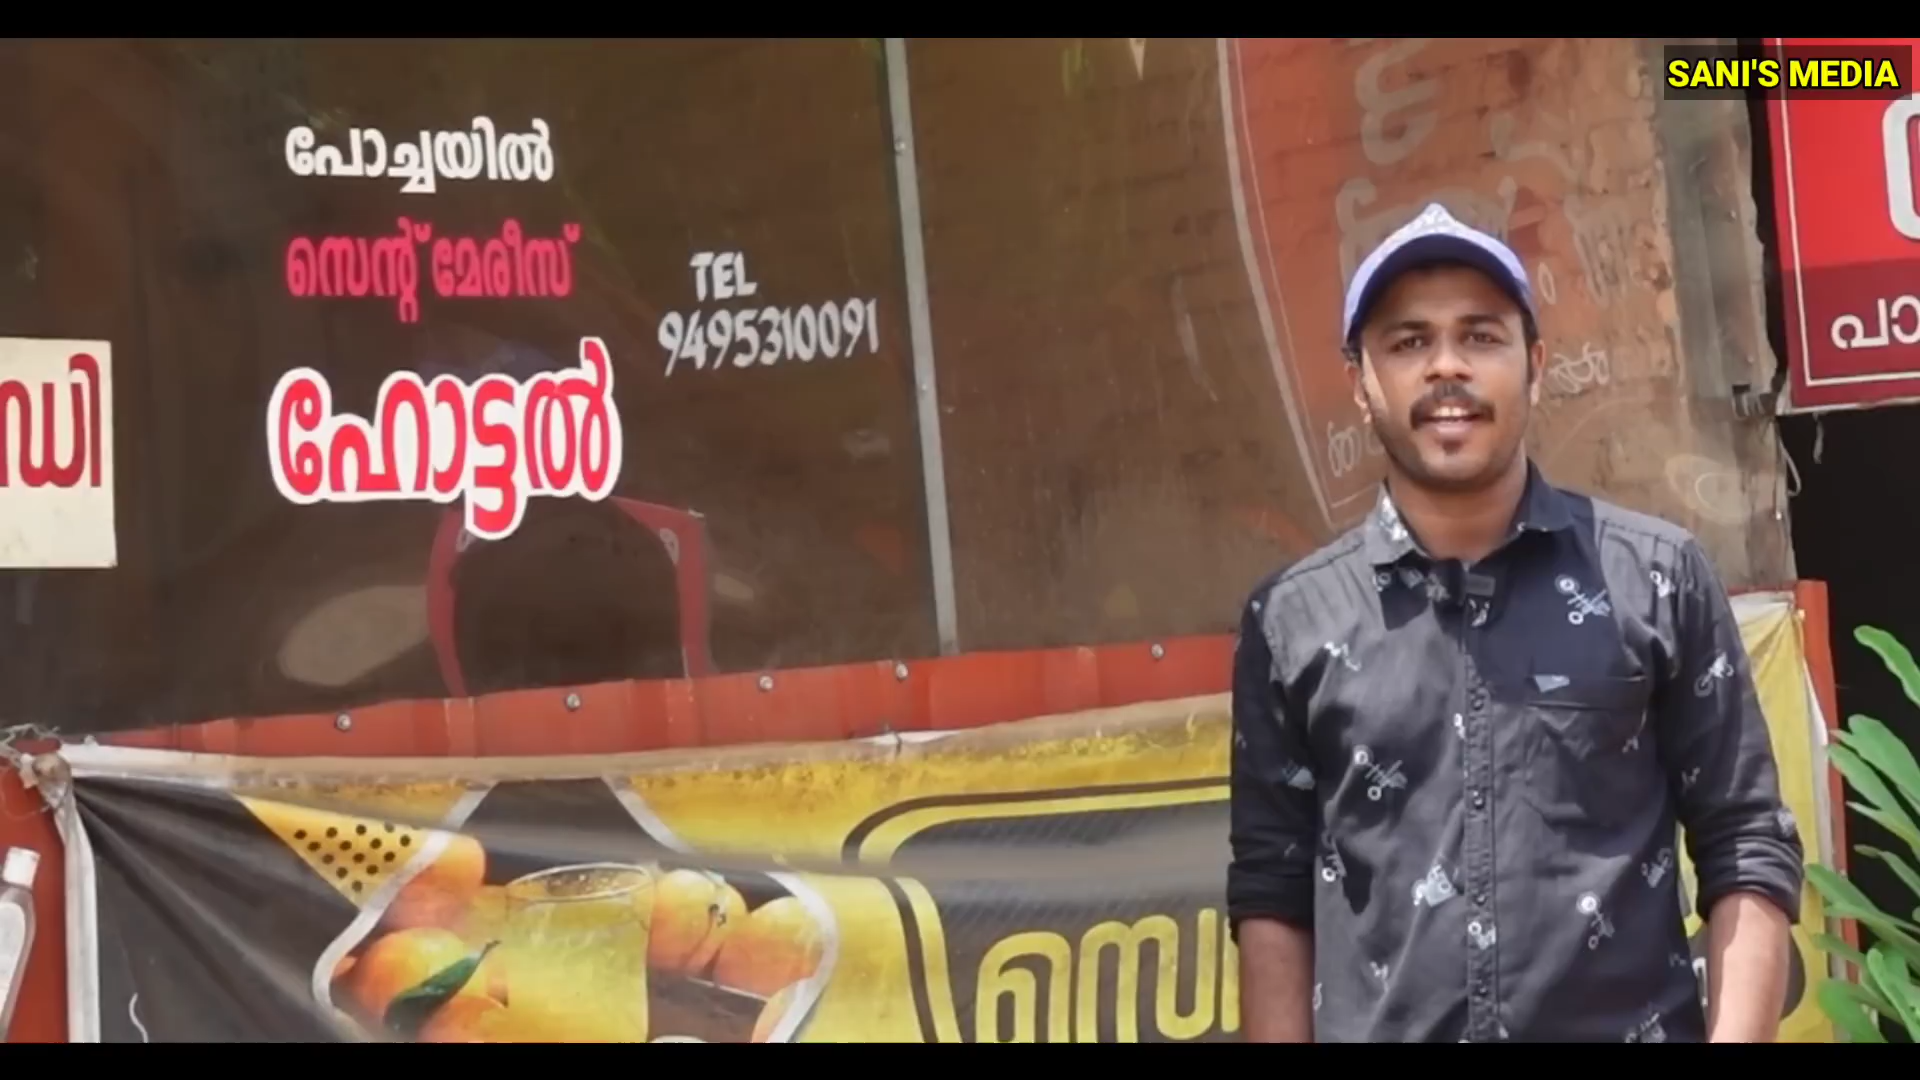 SANI'S MEDIA
പോച്ചയിൽ
സെന്റ് മേരീസ്
ഹോട്ടൽ
TEL
9495310091
ഡി
പാ
സെ